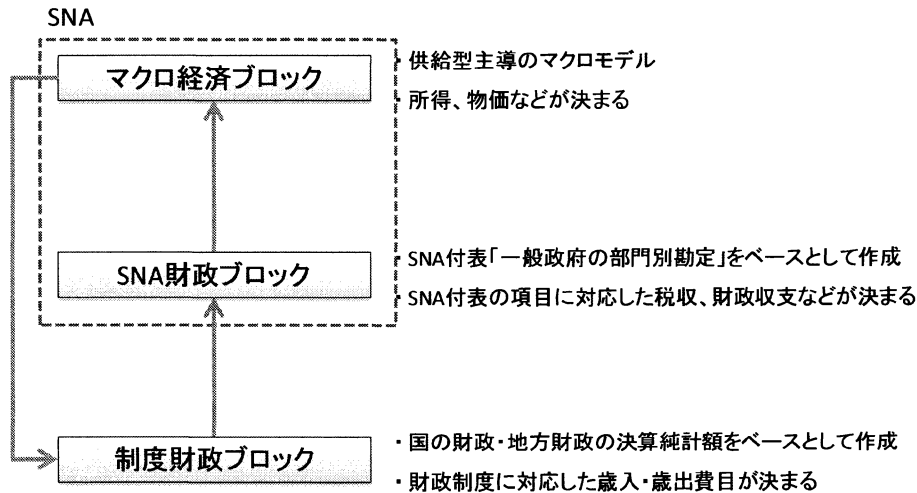 SNA
マクロ経済ブロック
・供給型主導のマクロモデル
・所得、物価などが決まる
SNA財政ブロック
・SNA付表「一般政府の部門別勘定」をベースとして作成
・SNA付表の項目に対応した税収、財政収支などが決まる
制度財政ブロック
・国の財政・地方財政の決算純計額をベースとして作成
・財政制度に対応した歳入・歳出費目が決まる